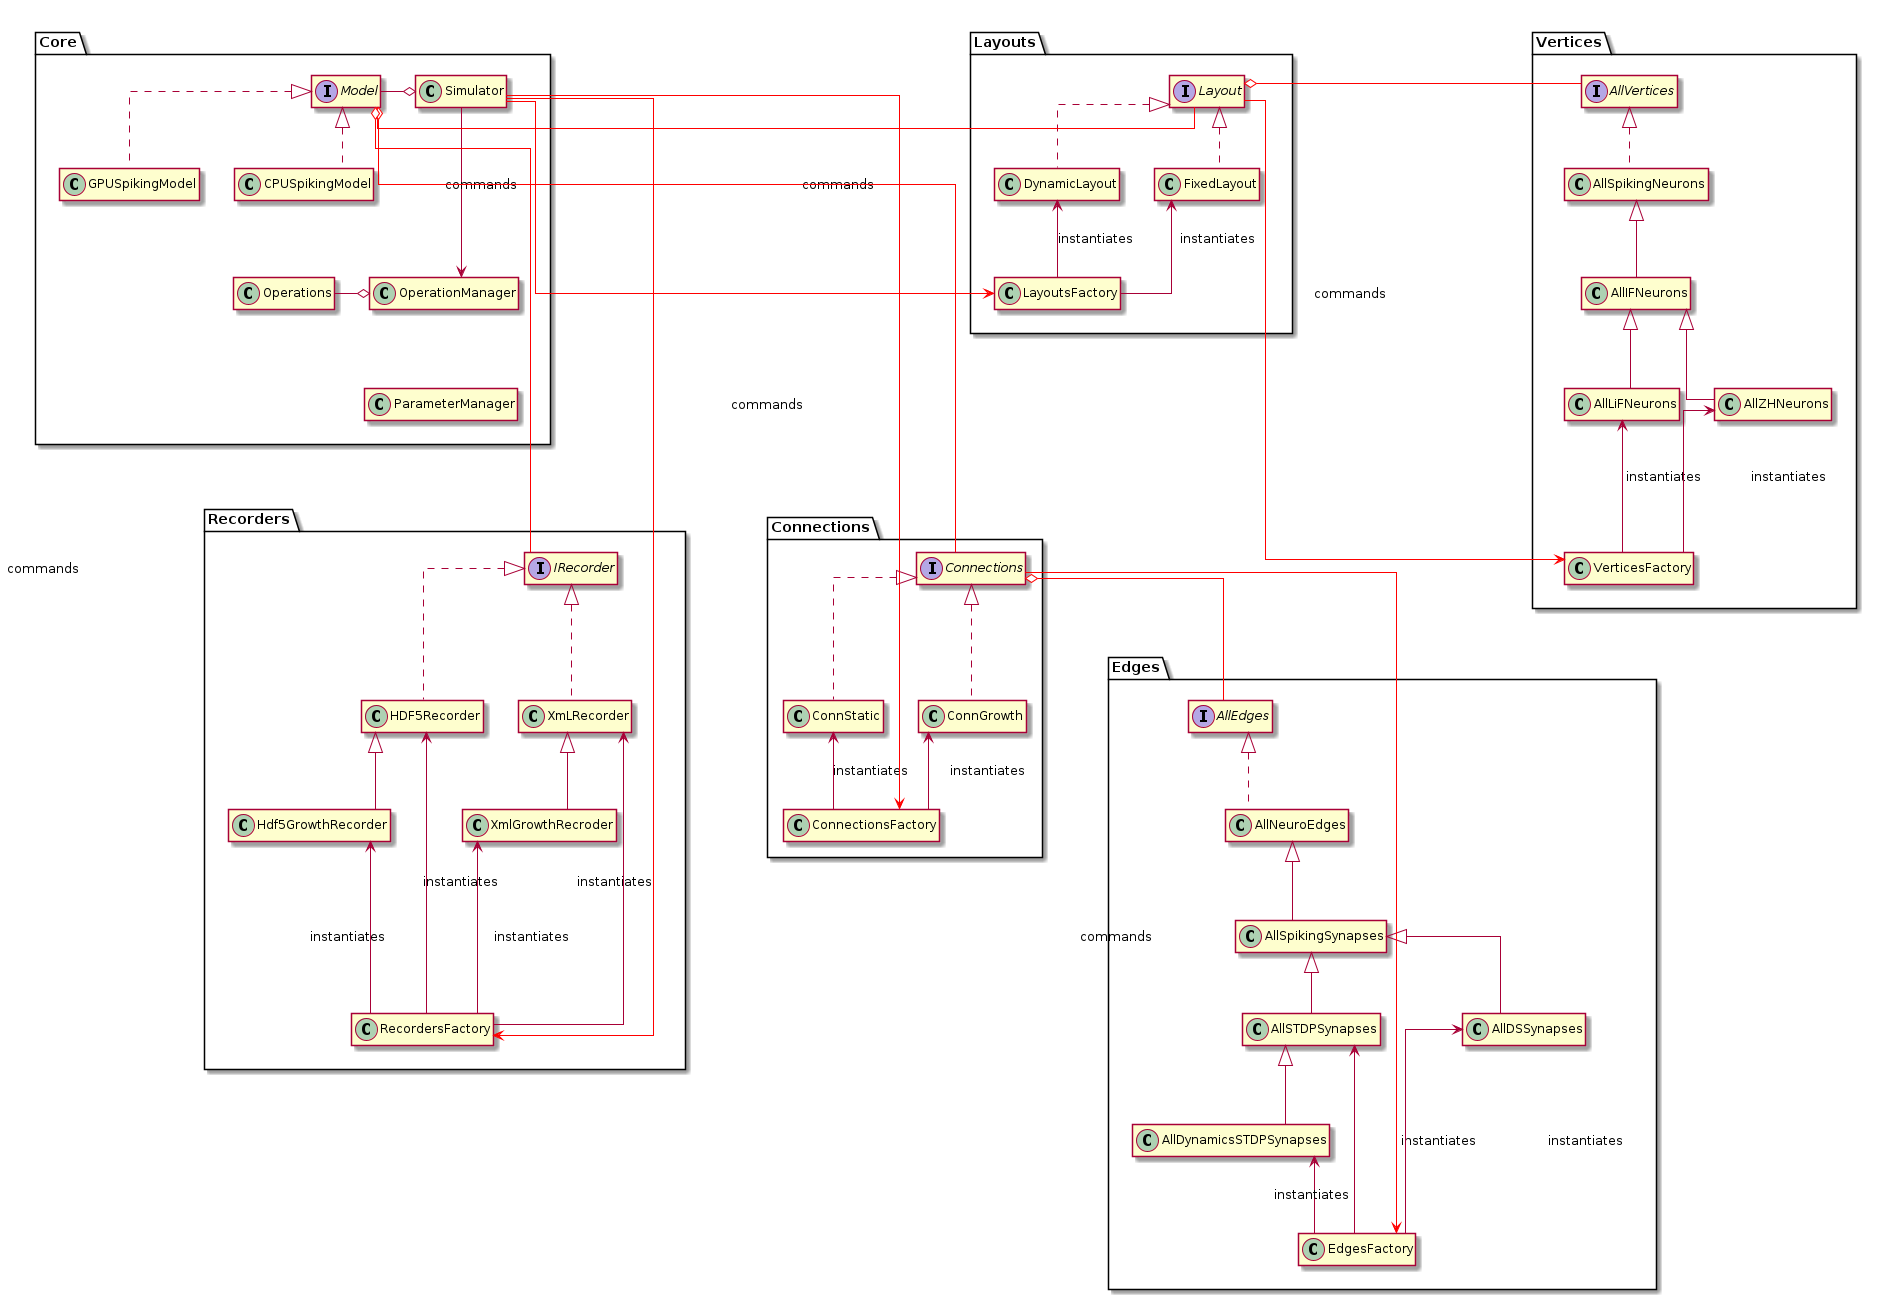 Core
Layouts
Vertices
I Model
C Simulator
I Layout
I AllVertices
C GPUSpikingModel
C CPUSpikingModel
commands
commands
C DynamicLayout
C FixedLayout
C AllSpikingNeurons
instantiates
instantiates
C Operations
C OperationManager
C LayoutsFactory
commands
C AllIFNeurons
C ParameterManager
commands
C AllLiFNeurons
C AllZHNeurons
instantiates
instantiates
Recorders
Connections
commands
I IRecorder
I Connections
C VerticesFactory
Edges
C HDF5Recorder
C XmLRecorder
C ConnStatic
C ConnGrowth
I AllEdges
instantiates
instantiates
C Hdf5GrowthRecorder
C XmlGrowthRecroder
C ConnectionsFactory
C AllNeuroEdges
instantiates
instantiates
instantiates
instantiates
commands
C AllSpikingSynapses
C RecordersFactory
C AllSTDPSynapses
C AllDSSynapses
C AllDynamicsSTDPSynapses
instantiates
instantiates
instantiates
C EdgesFactory